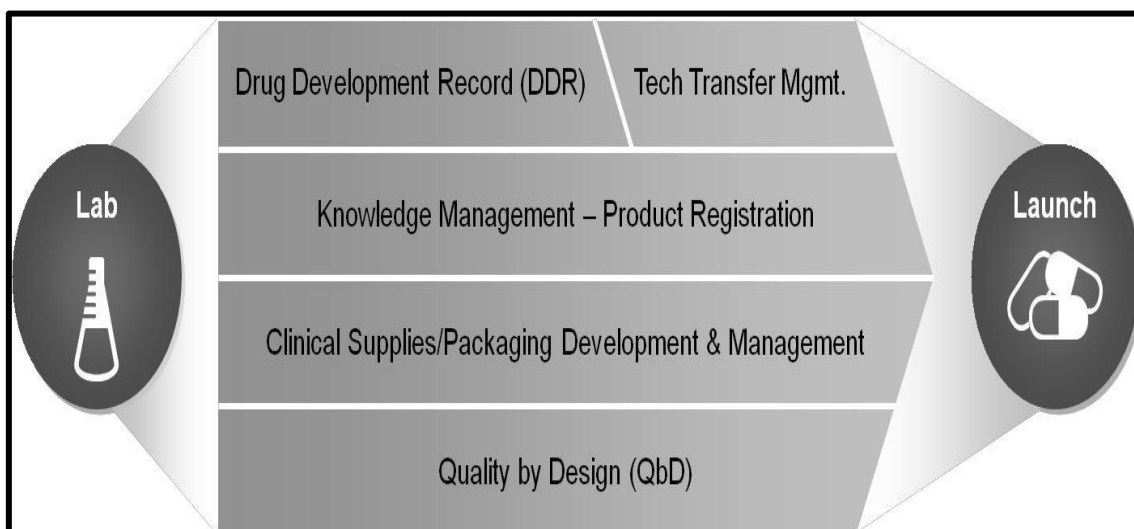 Lab
Drug Development Record (DDR)
Tech Transfer Mgmt.
Knowledge Management – Product Registration
Clinical Supplies/Packaging Development & Management
Quality by Design (QbD)
Launch